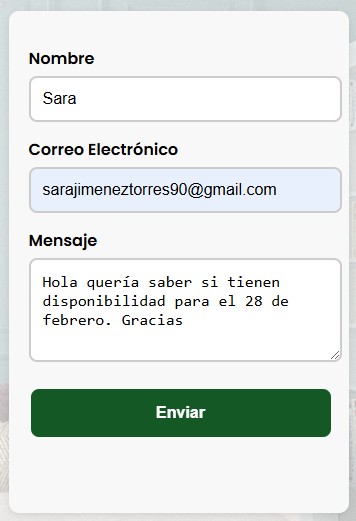 Nombre
Sara
Correo Electrónico
sarajimeneztorres90@gmail.com
Mensaje
Hola quería saber si tienen
disponibilidad para el 28 de
febrero. Gracias
Enviar